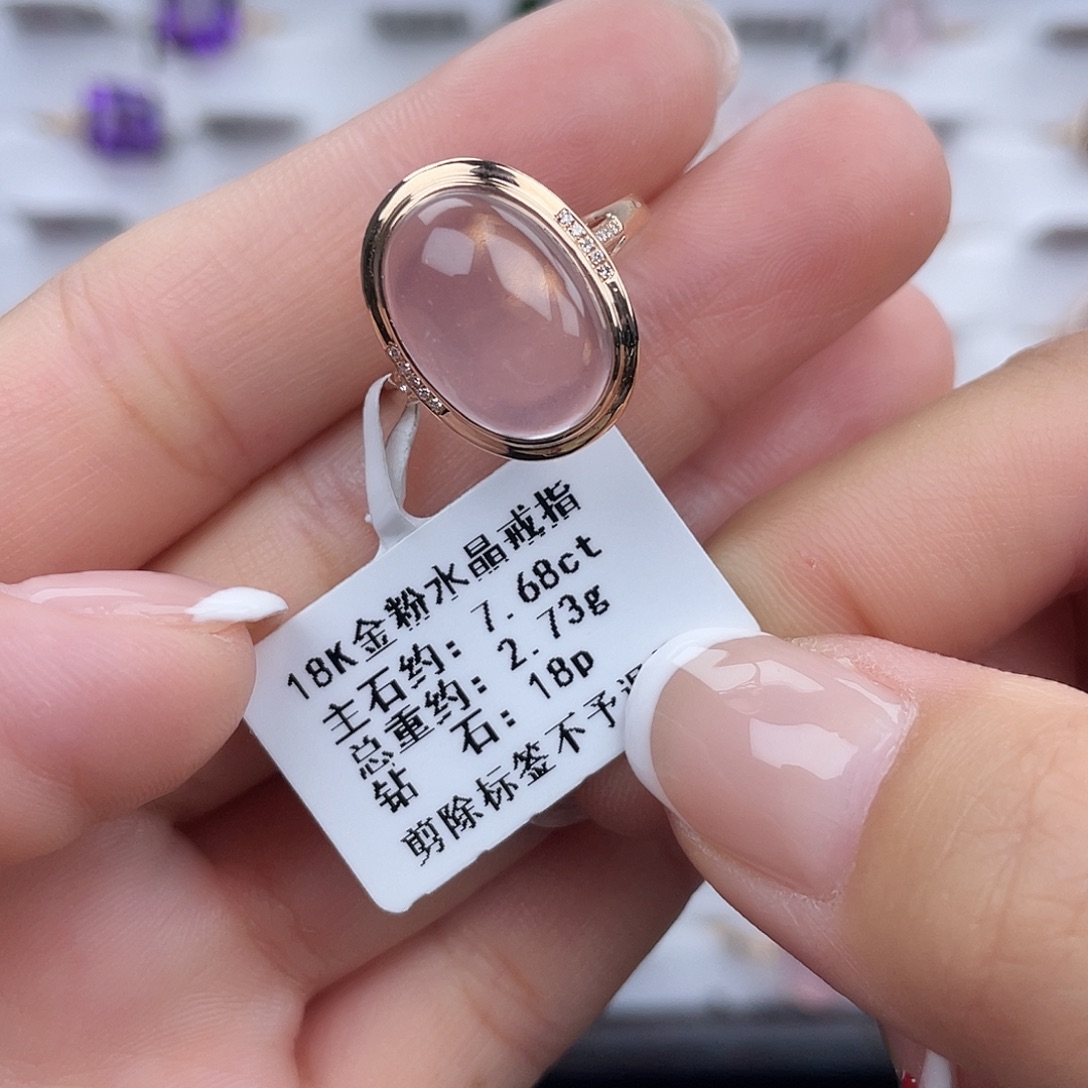 18K金粉水晶戒指
主石约: 7.68ct
总重约: 2.73g
钻 石: 18p
剪除标签不予